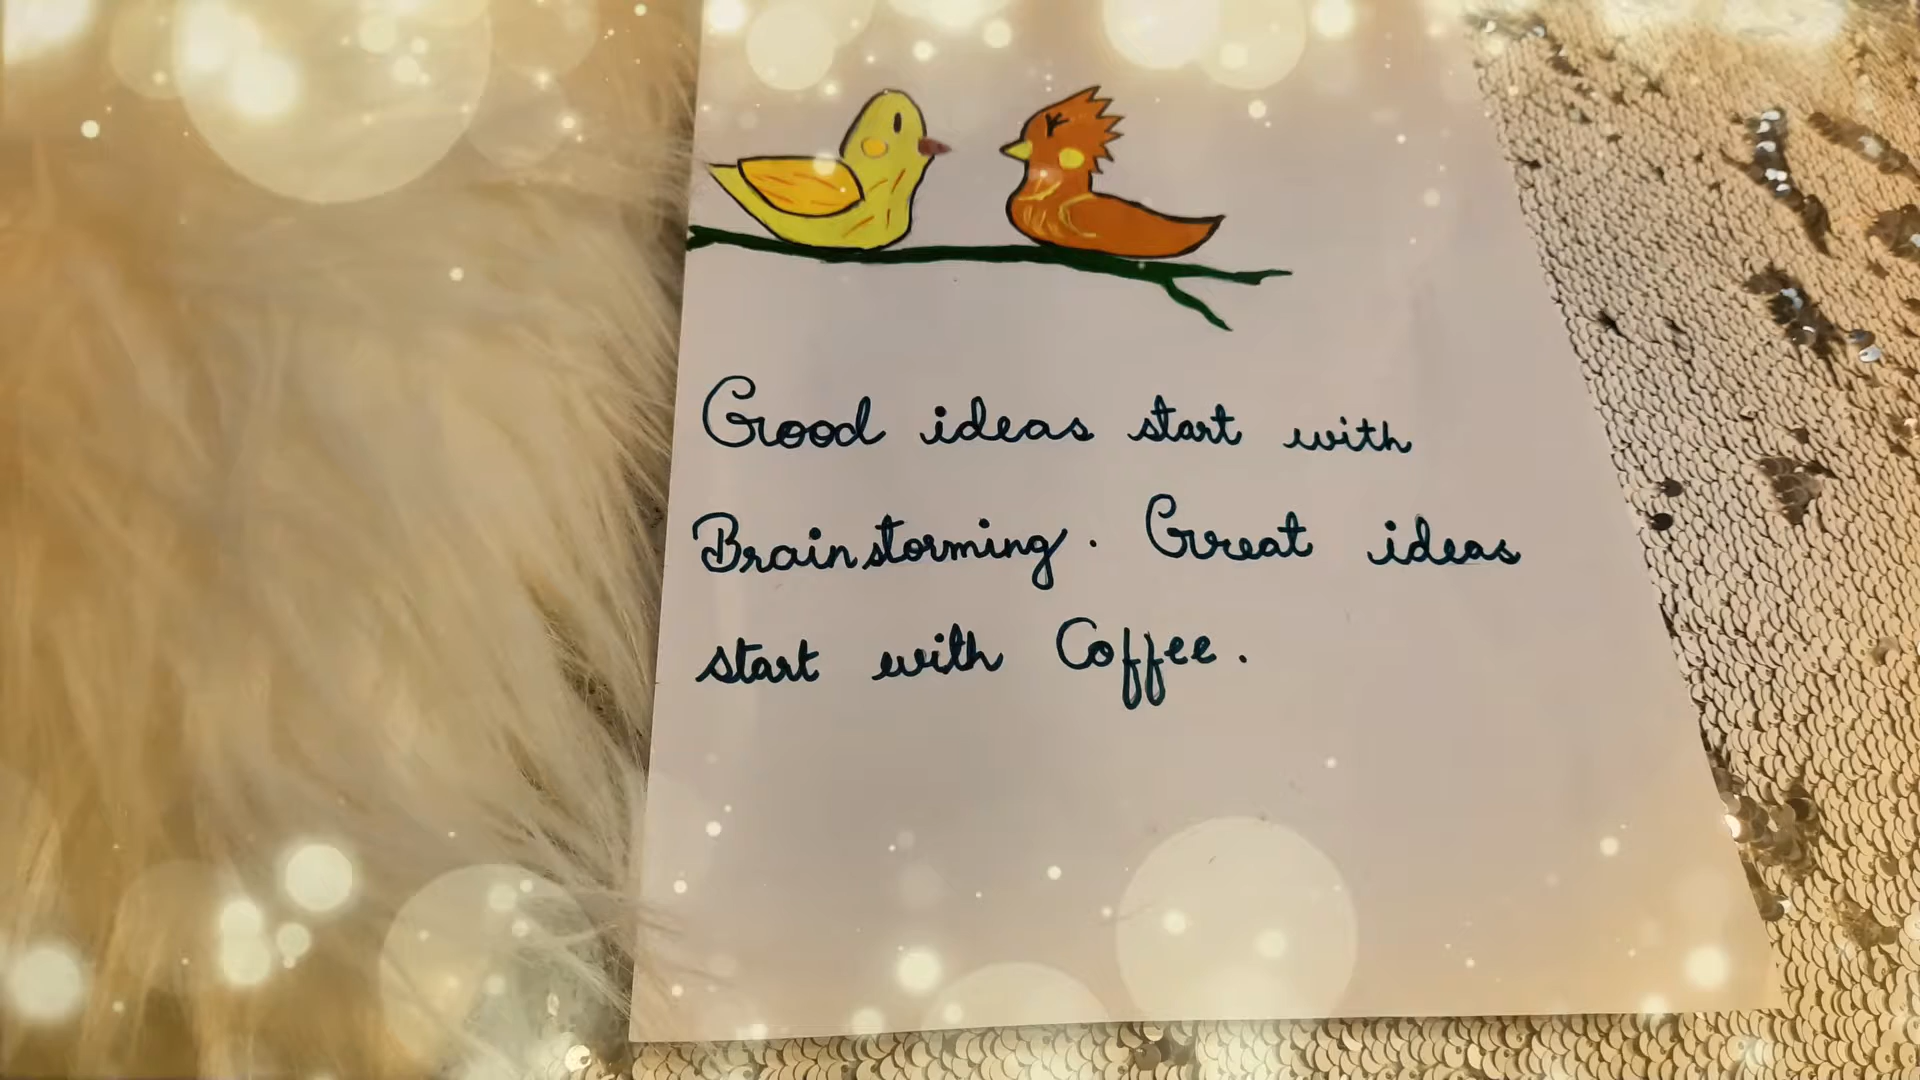 Good ideas start with
Brainstorming. Great ideas
start with Coffee.